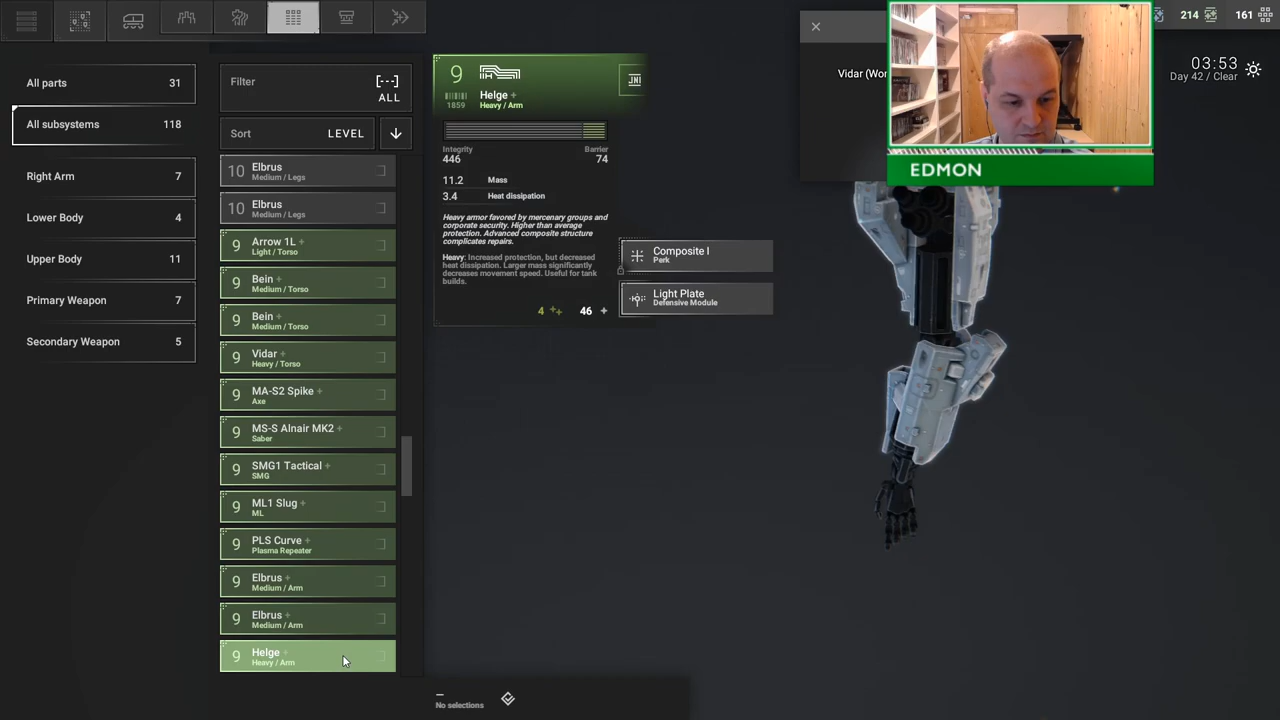 214
161
03:53
Day 42 / Clear
Vidar (Wor
EDMON
All parts
31
All subsystems
118
Right Arm
7
Lower Body
4
Upper Body
11
Primary Weapon
7
Secondary Weapon
5
Filter
[---]
ALL
Sort
LEVEL
10
Elbrus
Medium / Legs
10
Elbrus
Medium / Legs
9
Arrow 1L +
Light / Torso
9
Bein +
Medium / Torso
9
Bein +
Medium / Torso
9
Vidar +
Heavy / Torso
9
MA-S2 Spike +
Axe
9
MS-S Alnair MK2 +
Saber
9
SMG1 Tactical +
SMG
9
ML1 Slug +
ML
9
PLS Curve +
Plasma Repeater
9
Elbrus +
Medium / Arm
9
Elbrus +
Medium / Arm
9
Helge +
Heavy / Arm
9
1859
Helge +
Heavy / Arm
JNI
Integrity
446
Barrier
74
11.2 Mass
3.4 Heat dissipation
Heavy armor favored by mercenary groups and
corporate security. Higher than average
protection. Advanced composite structure
complicates repairs.
Heavy: Increased protection, but decreased
heat dissipation. Larger mass significantly
decreases movement speed. Useful for tank
builds.
4
46
Composite I
Perk
Light Plate
Defensive Module
No selections